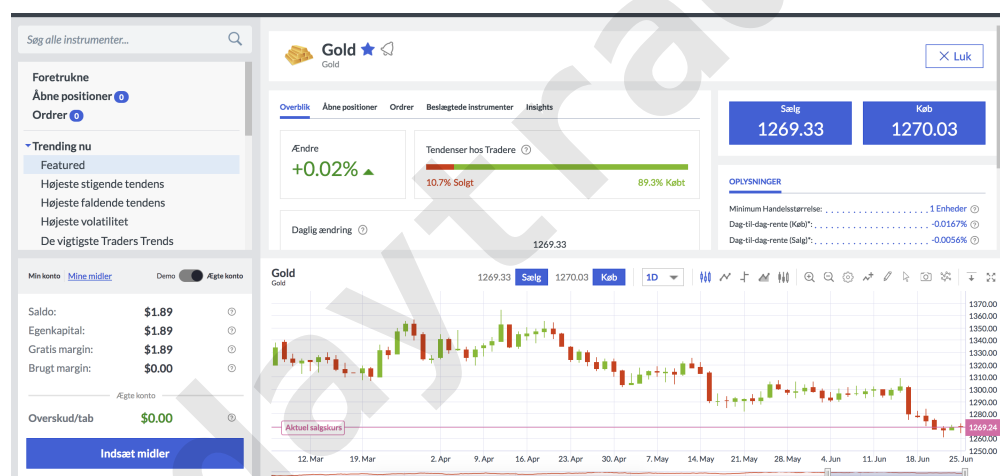 Søg alle instrumenter...
Foretrukne
Åbne positioner 0
Ordrer 0
Trending nu
Featured
Højeste stigende tendens
Højeste faldende tendens
Højeste volatilitet
De vigtigste Traders Trends
Gold
Gold
Luk
Overblik Åbne positioner Ordrer Beslægtede instrumenter Insights
Ændre
+0.02%
Tendenser hos Tradere
10.7% Solgt 89.3% Købt
Daglig ændring
1269.33
Sælg
1269.33
Køb
1270.03
OPLYSNINGER
Minimum Handelsstørrelse: 1 Enheder
Dag-til-dag-rente (Køb)*: -0.0167%
Dag-til-dag-rente (Salg)*: -0.0056%
Min konto Mine midler Demo Ægte konto
Saldo: $1.89
Egenkapital: $1.89
Gratis margin: $1.89
Brugt margin: $0.00
Ægte konto
Overskud/tab $0.00
Indsæt midler
Gold
Gold
1269.33 Sælg 1270.03 Køb 1D
1370.00
1360.00
1350.00
1340.00
1330.00
1320.00
1310.00
1300.00
1290.00
1280.00
Aktuel salgskurs 1269.24
1260.00
1250.00
12. Mar 19. Mar 2. Apr 9. Apr 16. Apr 23. Apr 30. Apr 7. May 14. May 21. May 28. May 4. Jun 11. Jun 18. Jun 25. Jun
daytra